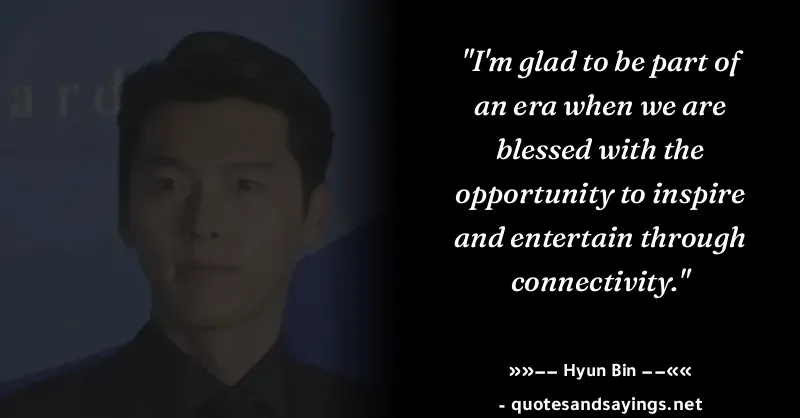 ard
"I'm glad to be part of
an era when we are
blessed with the
opportunity to inspire
and entertain through
connectivity."
»»—— Hyun Bin ——««
- quotesandsayings.net